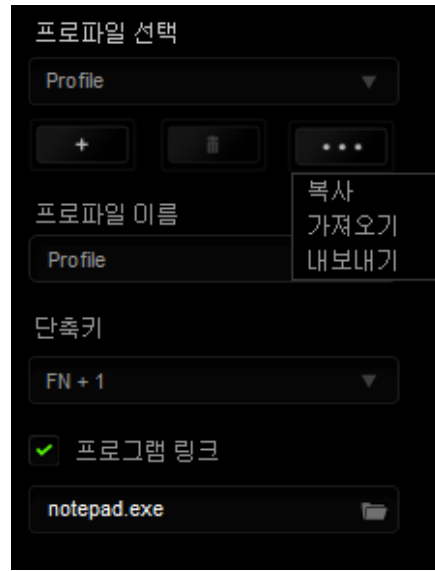 프로파일 선택
Profile
+
•••
복사
가져오기
내보내기
프로파일 이름
Profile
단축키
FN + 1
프로그램 링크
notepad.exe